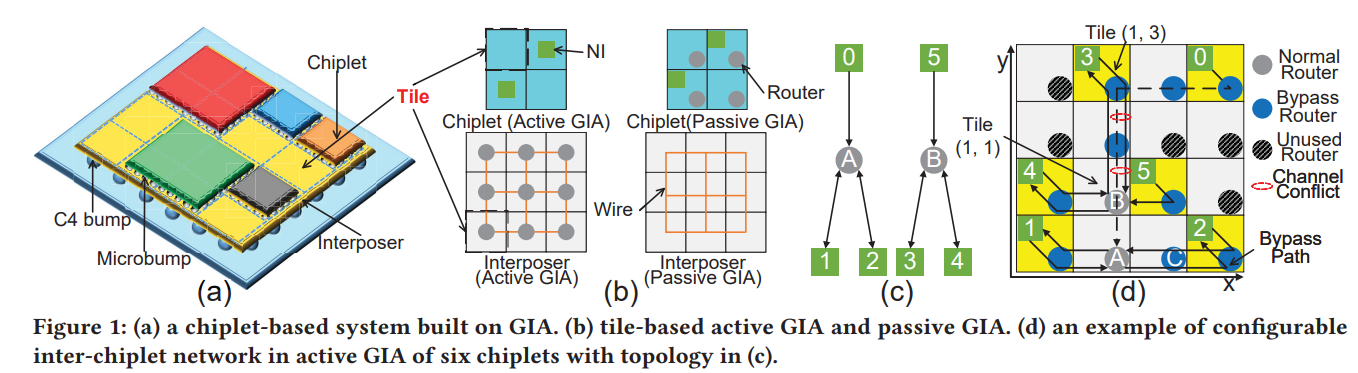 Chiplet
Tile
C4 bump
Microbump
Interposer
(a)
NI
Chiplet (Active GIA)
Interposer
(Active GIA)
Router
Chiplet(Passive GIA)
Wire
Interposer
(Passive GIA)
(b)
0
5
A
B
1
2
3
4
(c)
Tile (1, 3)
y
3
0
Tile
(1, 1)
4
5
B
1
2
A
C
Bypass
Path
x
(d)
Normal
Router
Bypass
Router
Unused
Router
Channel
Conflict
Figure 1: (a) a chiplet-based system built on GIA. (b) tile-based active GIA and passive GIA. (d) an example of configurable
inter-chiplet network in active GIA of six chiplets with topology in (c).